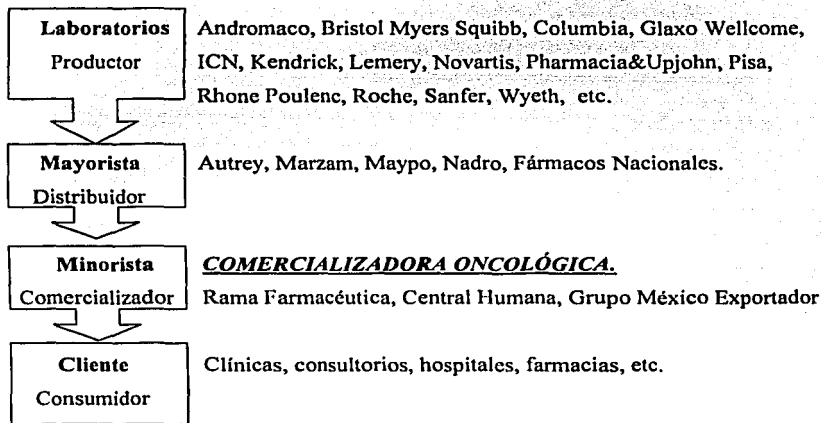 Laboratorios Andromaco, Bristol Myers Squibb, Columbia, Glaxo Wellcome,
Productor ICN, Kendrick, Lemery, Novartis, Pharmacia&Upjohn, Pisa,
Rhone Poulenc, Roche, Sanfer, Wyeth, etc.
Mayorista Autrey, Marzam, Maypo, Nadro, Fármacos Nacionales.
Distribuidor
Minorista COMERCIALIZADORA ONCOLÓGICA.
Comercializador Rama Farmacéutica, Central Humana, Grupo México Exportador
Cliente Clínicas, consultorios, hospitales, farmacias, etc.
Consumidor